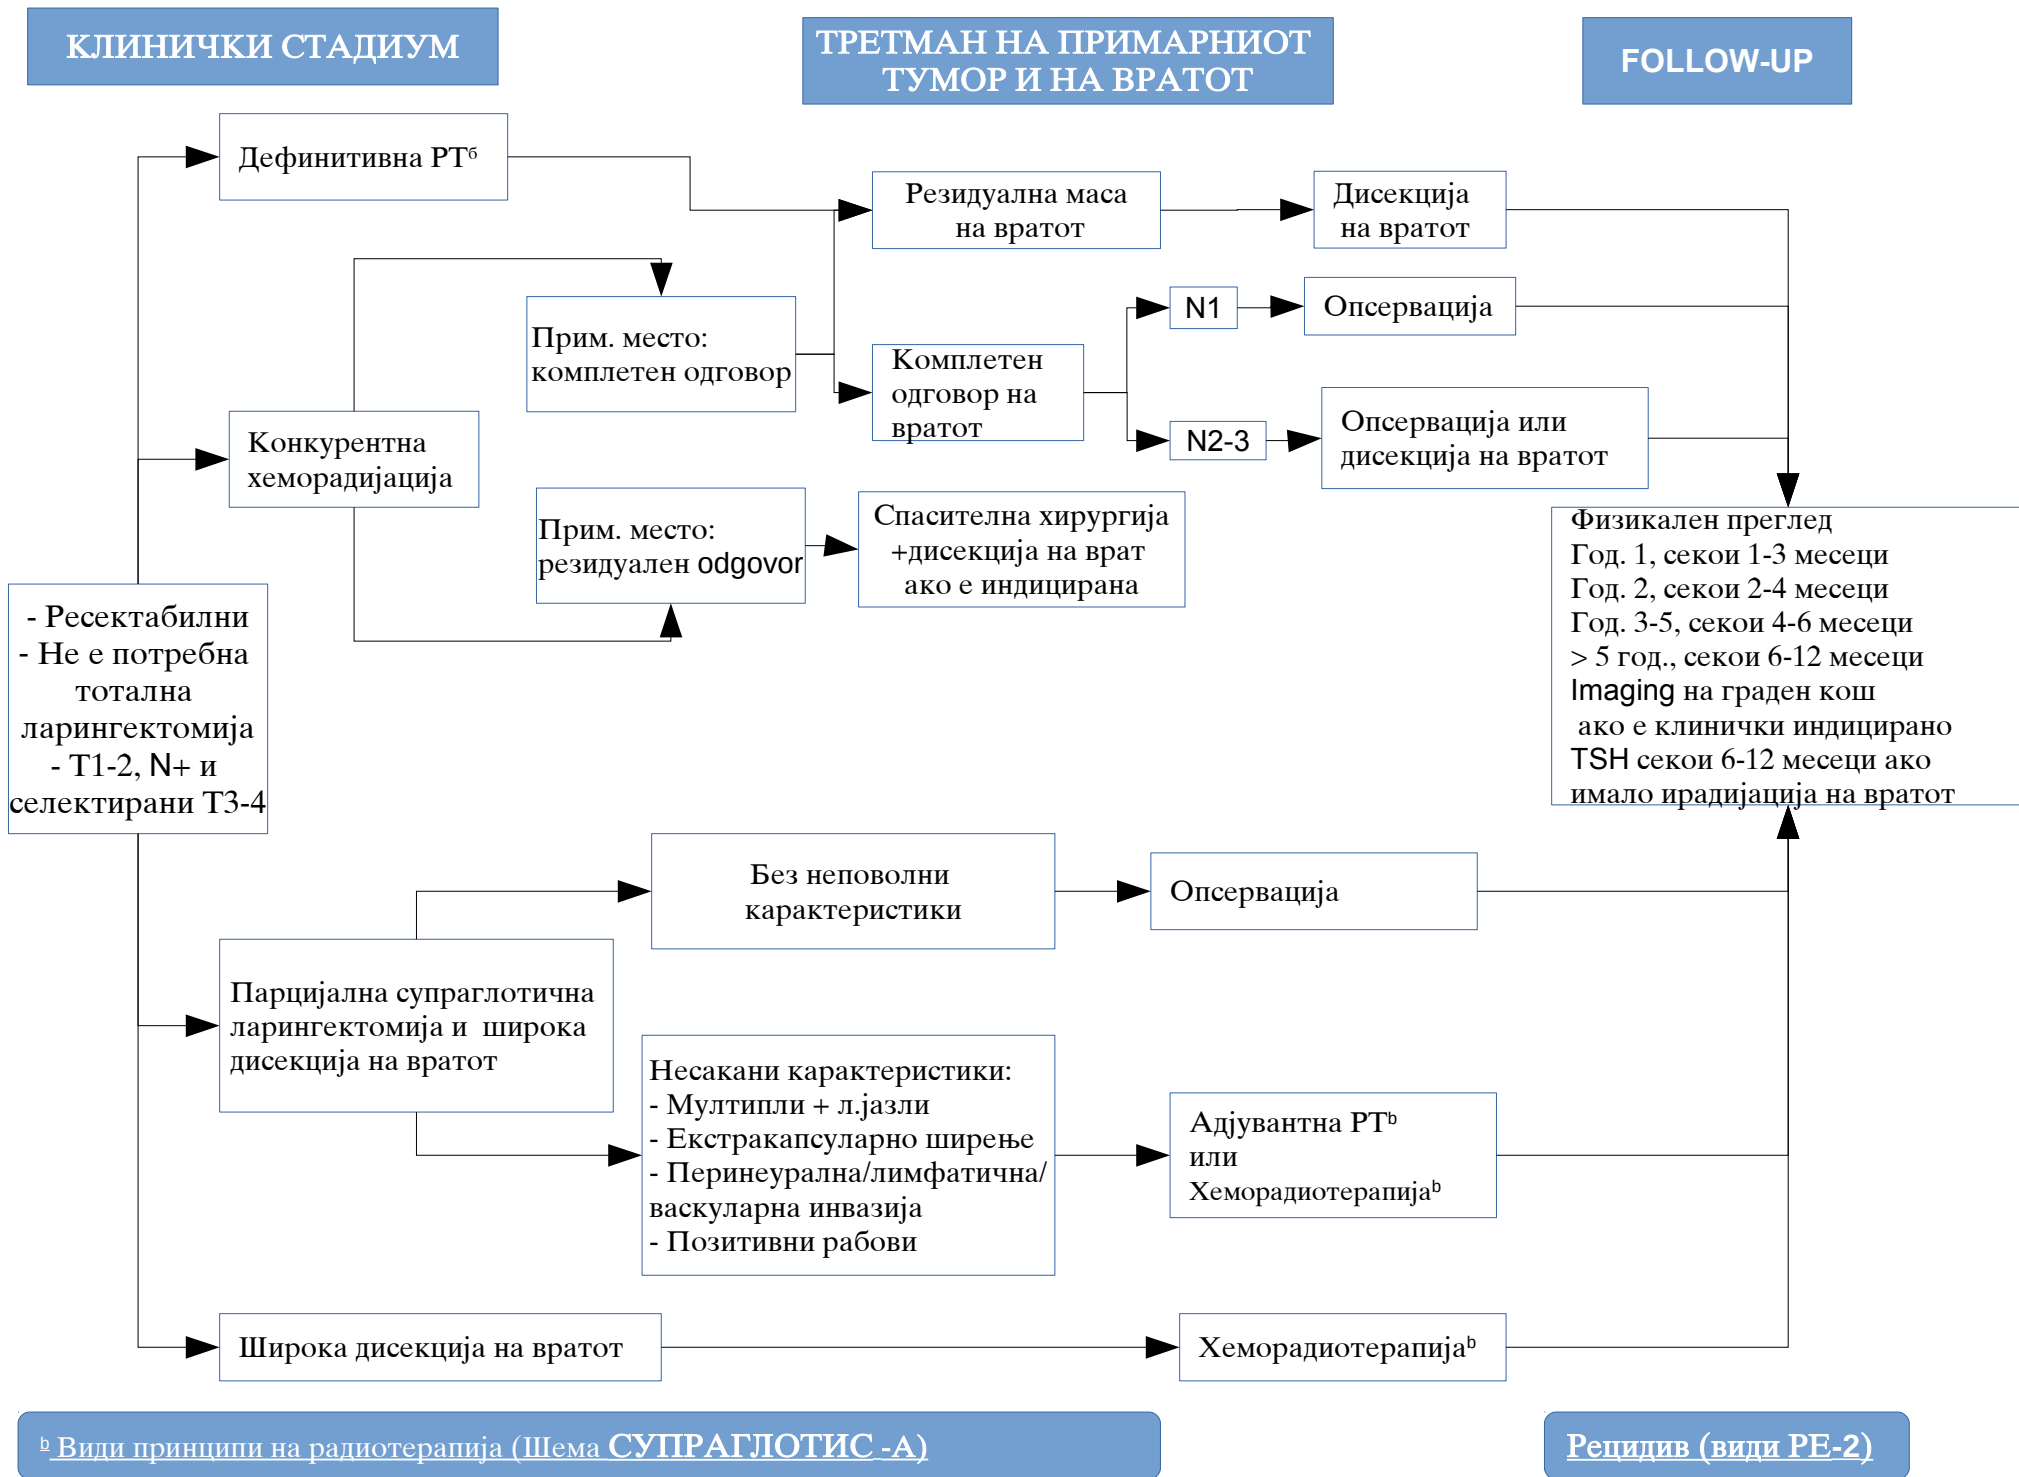 КЛИНИЧКИ СТАДИУМ
ТРЕТМАН НА ПРИМАРНИОТ
ТУМОР И НА ВРАТОТ
FOLLOW-UP
Дефинитивна РТᵟ
Резидуална маса
на вратот
Дисекција
на вратот
Прим. место:
комплетен одговор
N1
Опсервација
Комплетен
одговор на
вратот
N2-3
Опсервација или
дисекција на вратот
Конкурентна
хеморадијација
Прим. место:
резидуален odgovor
Спасителна хирургија
+дисекција на врат
ако е индицирана
Физикален преглед
Год. 1, секои 1-3 месеци
Год. 2, секои 2-4 месеци
Год. 3-5, секои 4-6 месеци
> 5 год., секои 6-12 месеци
Imaging на граден кош
ако е клинички индицирано
TSH секои 6-12 месеци ако
имало ирадијација на вратот
- Ресектабилни
- Не е потребна
тотална
ларингектомија
- Т1-2, N+ и
селектирани Т3-4
Без неповолни
карактеристики
Опсервација
Парцијална супраглотична
ларингектомија и широка
дисекција на вратот
Несакани карактеристики:
- Мултипли + л.јазли
- Екстракапсуларно ширење
- Перинеурална/лимфатична/
васкуларна инвазија
- Позитивни рабови
Адјувантна РТᵇ
или
Хеморадиотерапијаᵇ
Широка дисекција на вратот
Хеморадиотерапијаᵇ
ᵇ Види принципи на радиотерапија (Шема СУПРАГЛОТИС -А)
Рецидив (види РЕ-2)